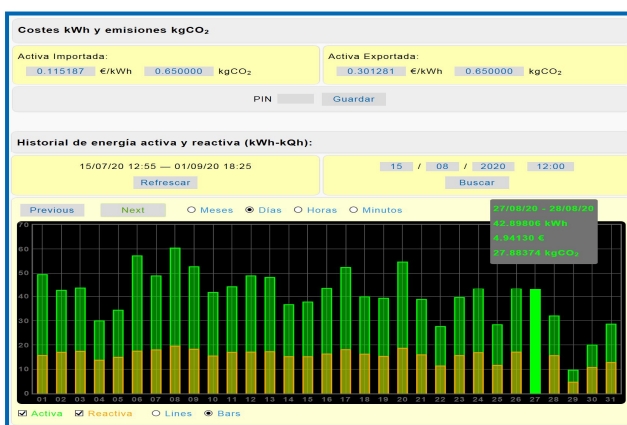 Costes kWh y emisiones kgCO₂
Activa Importada:
0.115187 €/kWh 0.650000 kgCO₂
Activa Exportada:
0.301281 €/kWh 0.650000 kgCO₂
PIN Guardar
Historial de energía activa y reactiva (kWh-kQh):
15/07/20 12:55 — 01/09/20 18:25
Refrescar
15 / 08 / 2020 12:00
Buscar
Previous Next Meses Días Horas Minutos
27/08/20 - 28/08/20
42.89806 kWh
4.94130 €
27.88374 kgCO₂
70
60
50
40
30
20
10
0
01 02 03 04 05 06 07 08 09 10 11 12 13 14 15 16 17 18 19 20 21 22 23 24 25 26 27 28 29 30 31
Activa Reactiva Lines Bars